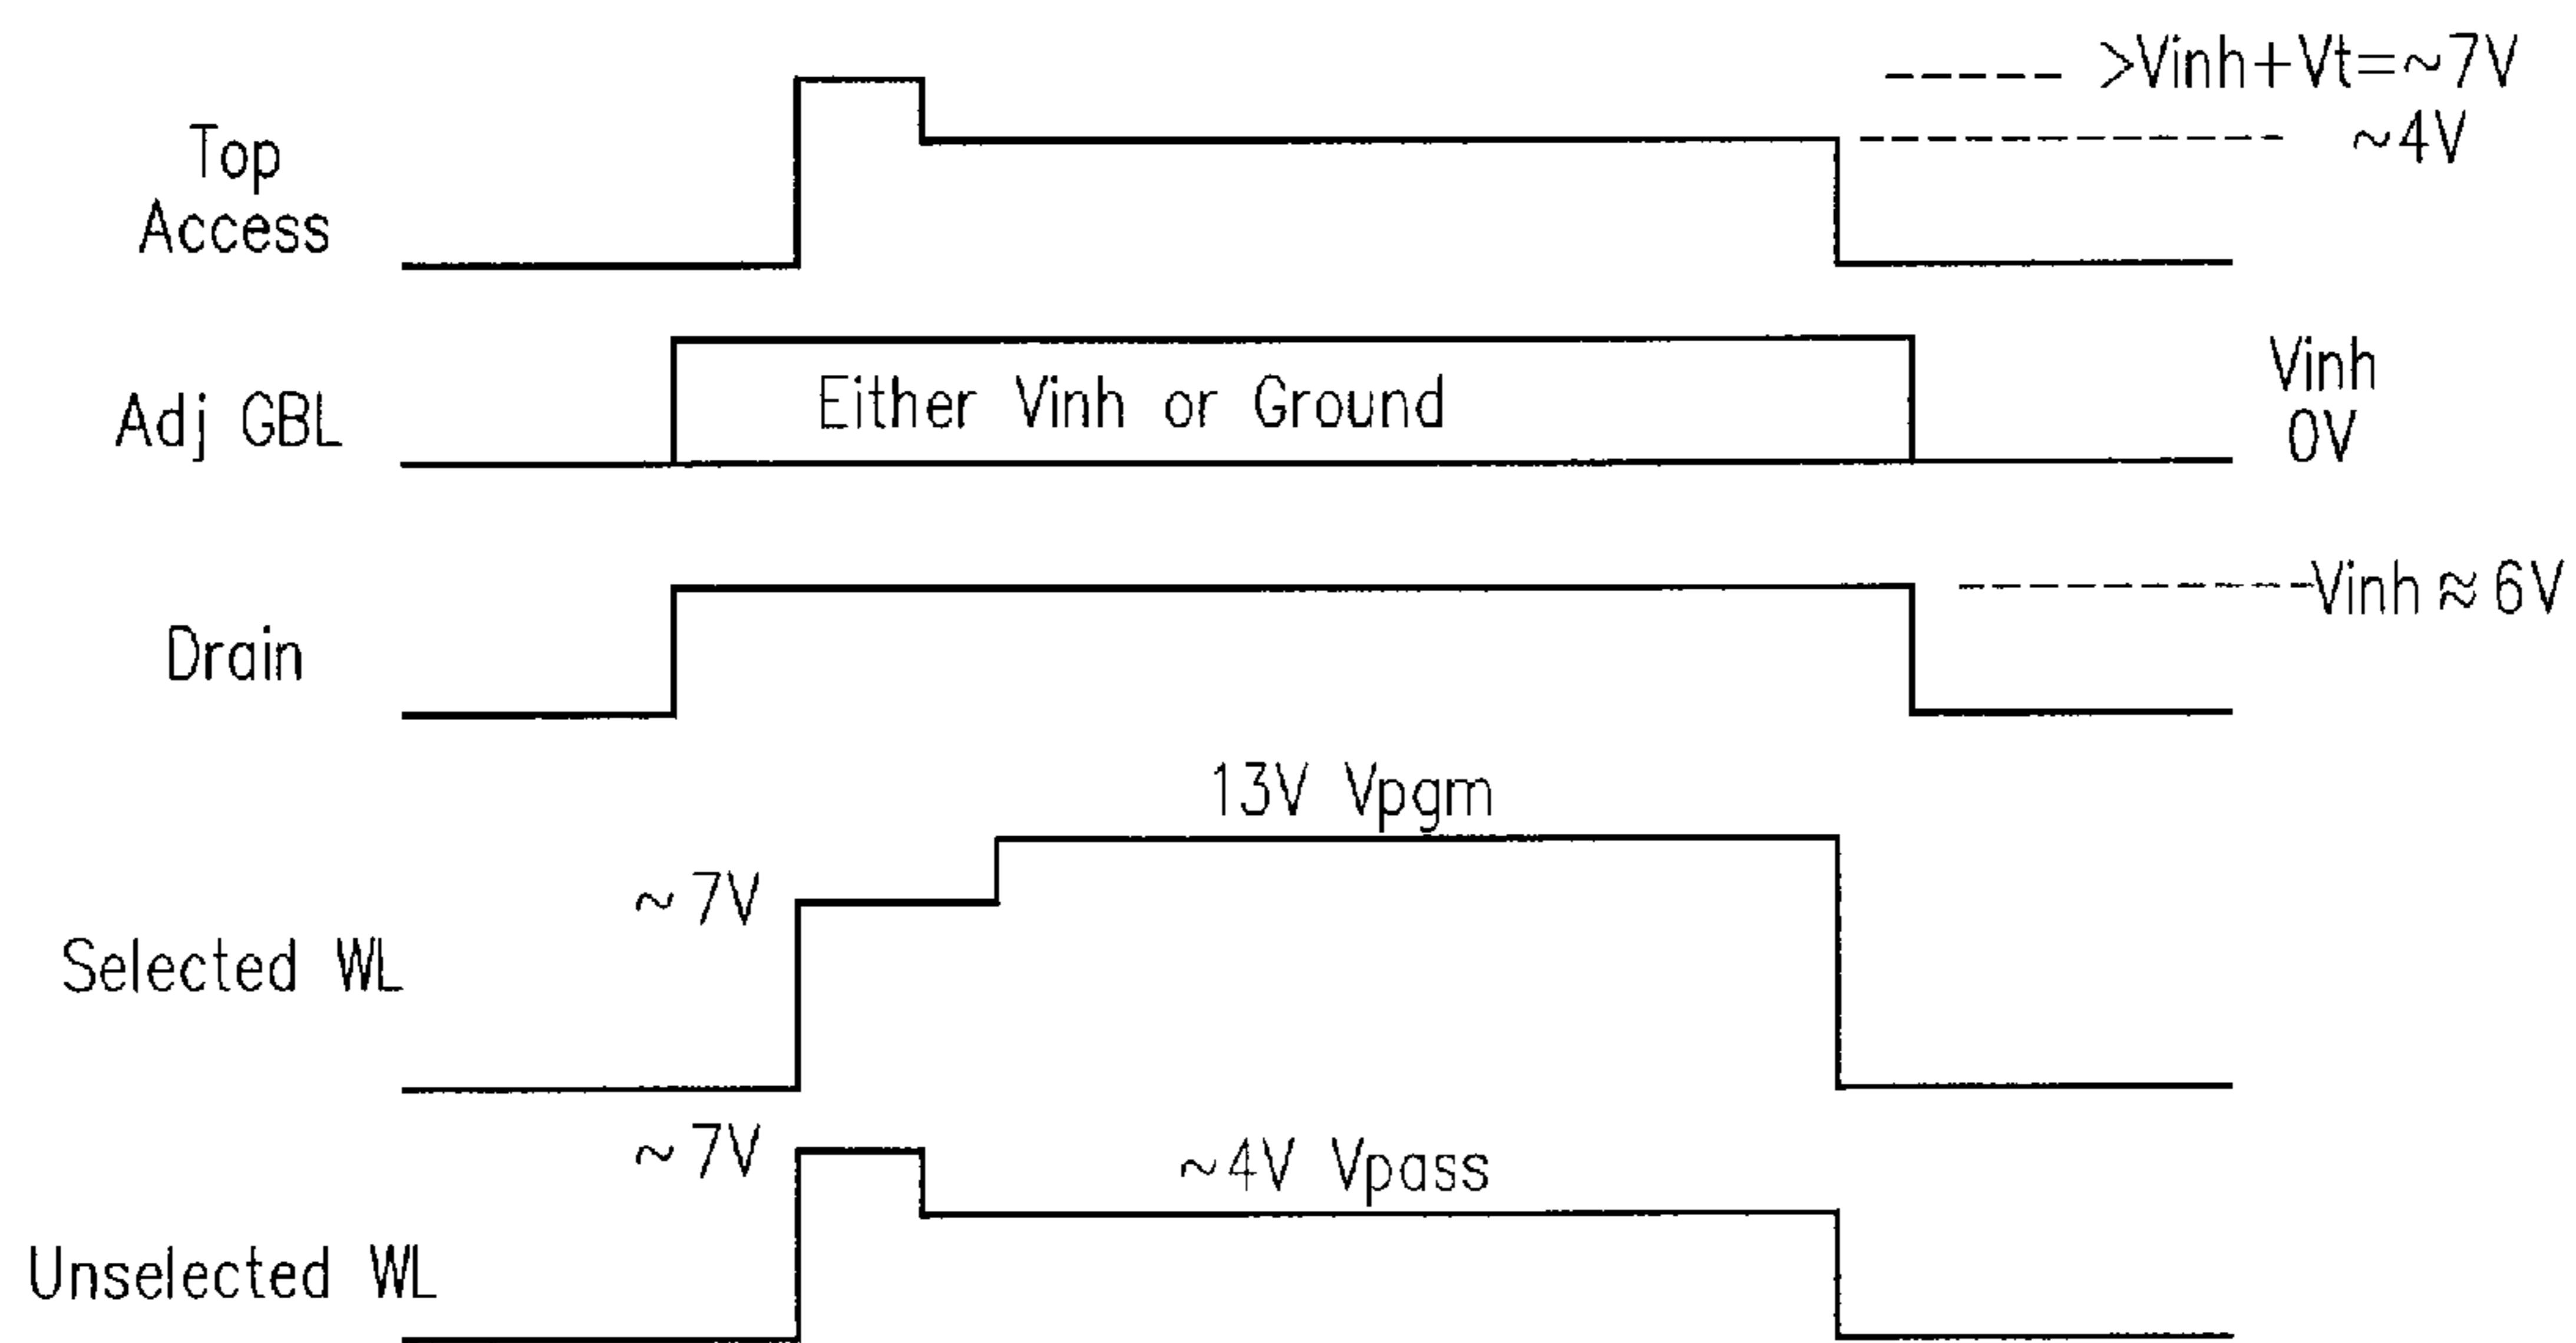 >Vinh+Vt=~7V
~4V
Top
Access
Either Vinh or Ground
Vinh
0V
Adj GBL
Vinh≈6V
Drain
13V Vpgm
~7V
Selected WL
~7V
~4V Vpass
Unselected WL